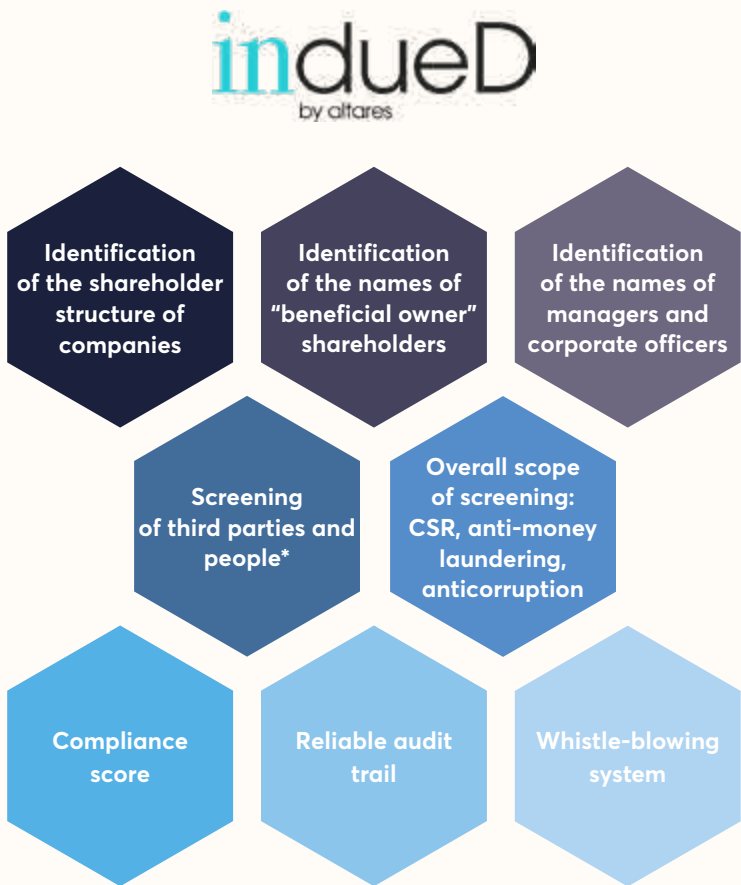 indueD
by altares
Identification
of the shareholder
structure of
companies
Identification
of the names of
“beneficial owner”
shareholders
Identification
of the names of
managers and
corporate officers
Screening
of third parties and
people*
Overall scope
of screening:
CSR, anti-money
laundering,
anticorruption
Compliance
score
Reliable audit
trail
Whistle-blowing
system